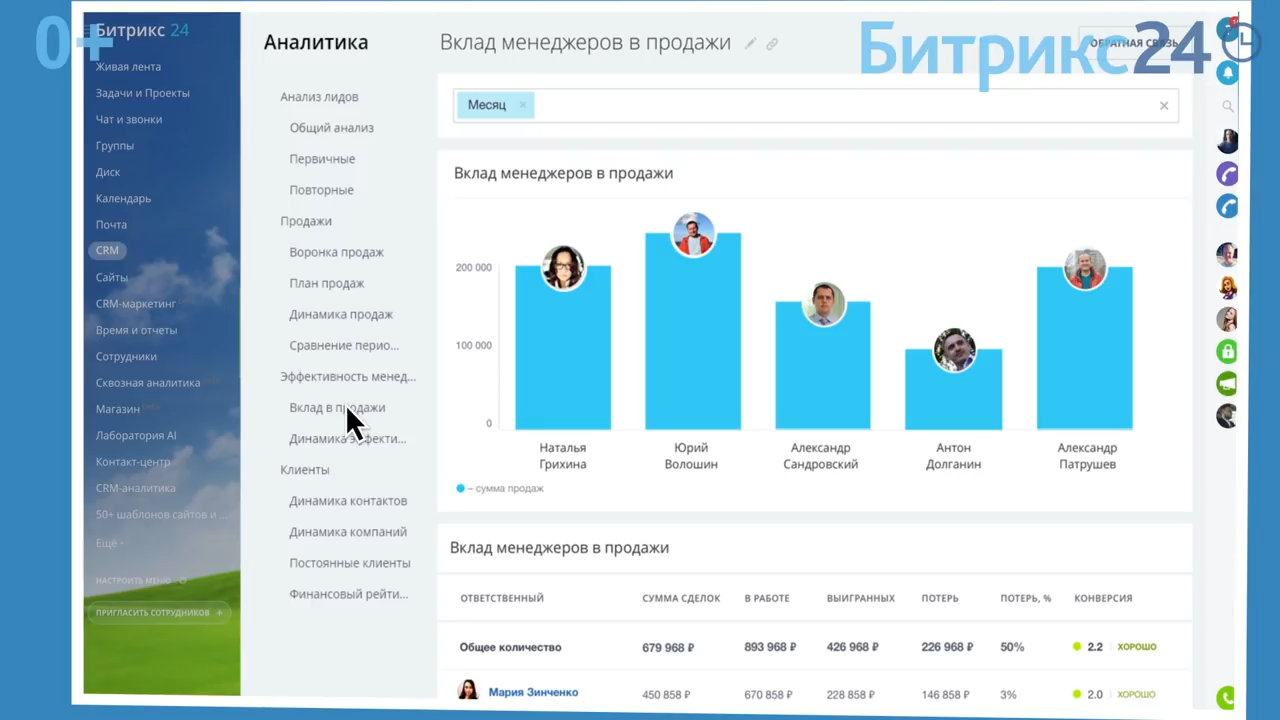 0+
Битрикс 24
Живая лента
Задачи и Проекты
Чат и звонки
Группы
Диск
Календарь
Почта
CRM
Сайты
CRM-маркетинг
Время и отчеты
Сотрудники
Сквозная аналитика
Магазин
Лаборатория AI
Контакт-центр
CRM-аналитика
50+ шаблонов сайтов и ...
Ещё -
НАСТРОИТЬ МЕНЮ
ПРИГЛАСИТЬ СОТРУДНИКОВ +
Аналитика
Анализ лидов
Общий анализ
Первичные
Повторные
Продажи
Воронка продаж
План продаж
Динамика продаж
Сравнение перио...
Эффективность менед...
Вклад в продажи
Динамика эффекти...
Клиенты
Динамика контактов
Динамика компаний
Постоянные клиенты
Финансовый рейти...
Вклад менеджеров в продажи
ОБРАТНАЯ СВЯЗЬ
Битрикс24
Месяц ×
Вклад менеджеров в продажи
200 000
100 000
0
Наталья Грихина
Юрий Волошин
Александр Сандровский
Антон Долганин
Александр Патрушев
– сумма продаж
Вклад менеджеров в продажи
ОТВЕТСТВЕННЫЙ СУММА СДЕЛОК В РАБОТЕ ВЫИГРАННЫХ ПОТЕРЬ ПОТЕРЬ, % КОНВЕРСИЯ
Общее количество 679 968 ₽ 893 968 ₽ 426 968 ₽ 226 968 ₽ 50% 2.2 ХОРОШО
Мария Зинченко 450 858 ₽ 670 858 ₽ 228 858 ₽ 146 858 ₽ 3% 2.0 ХОРОШО